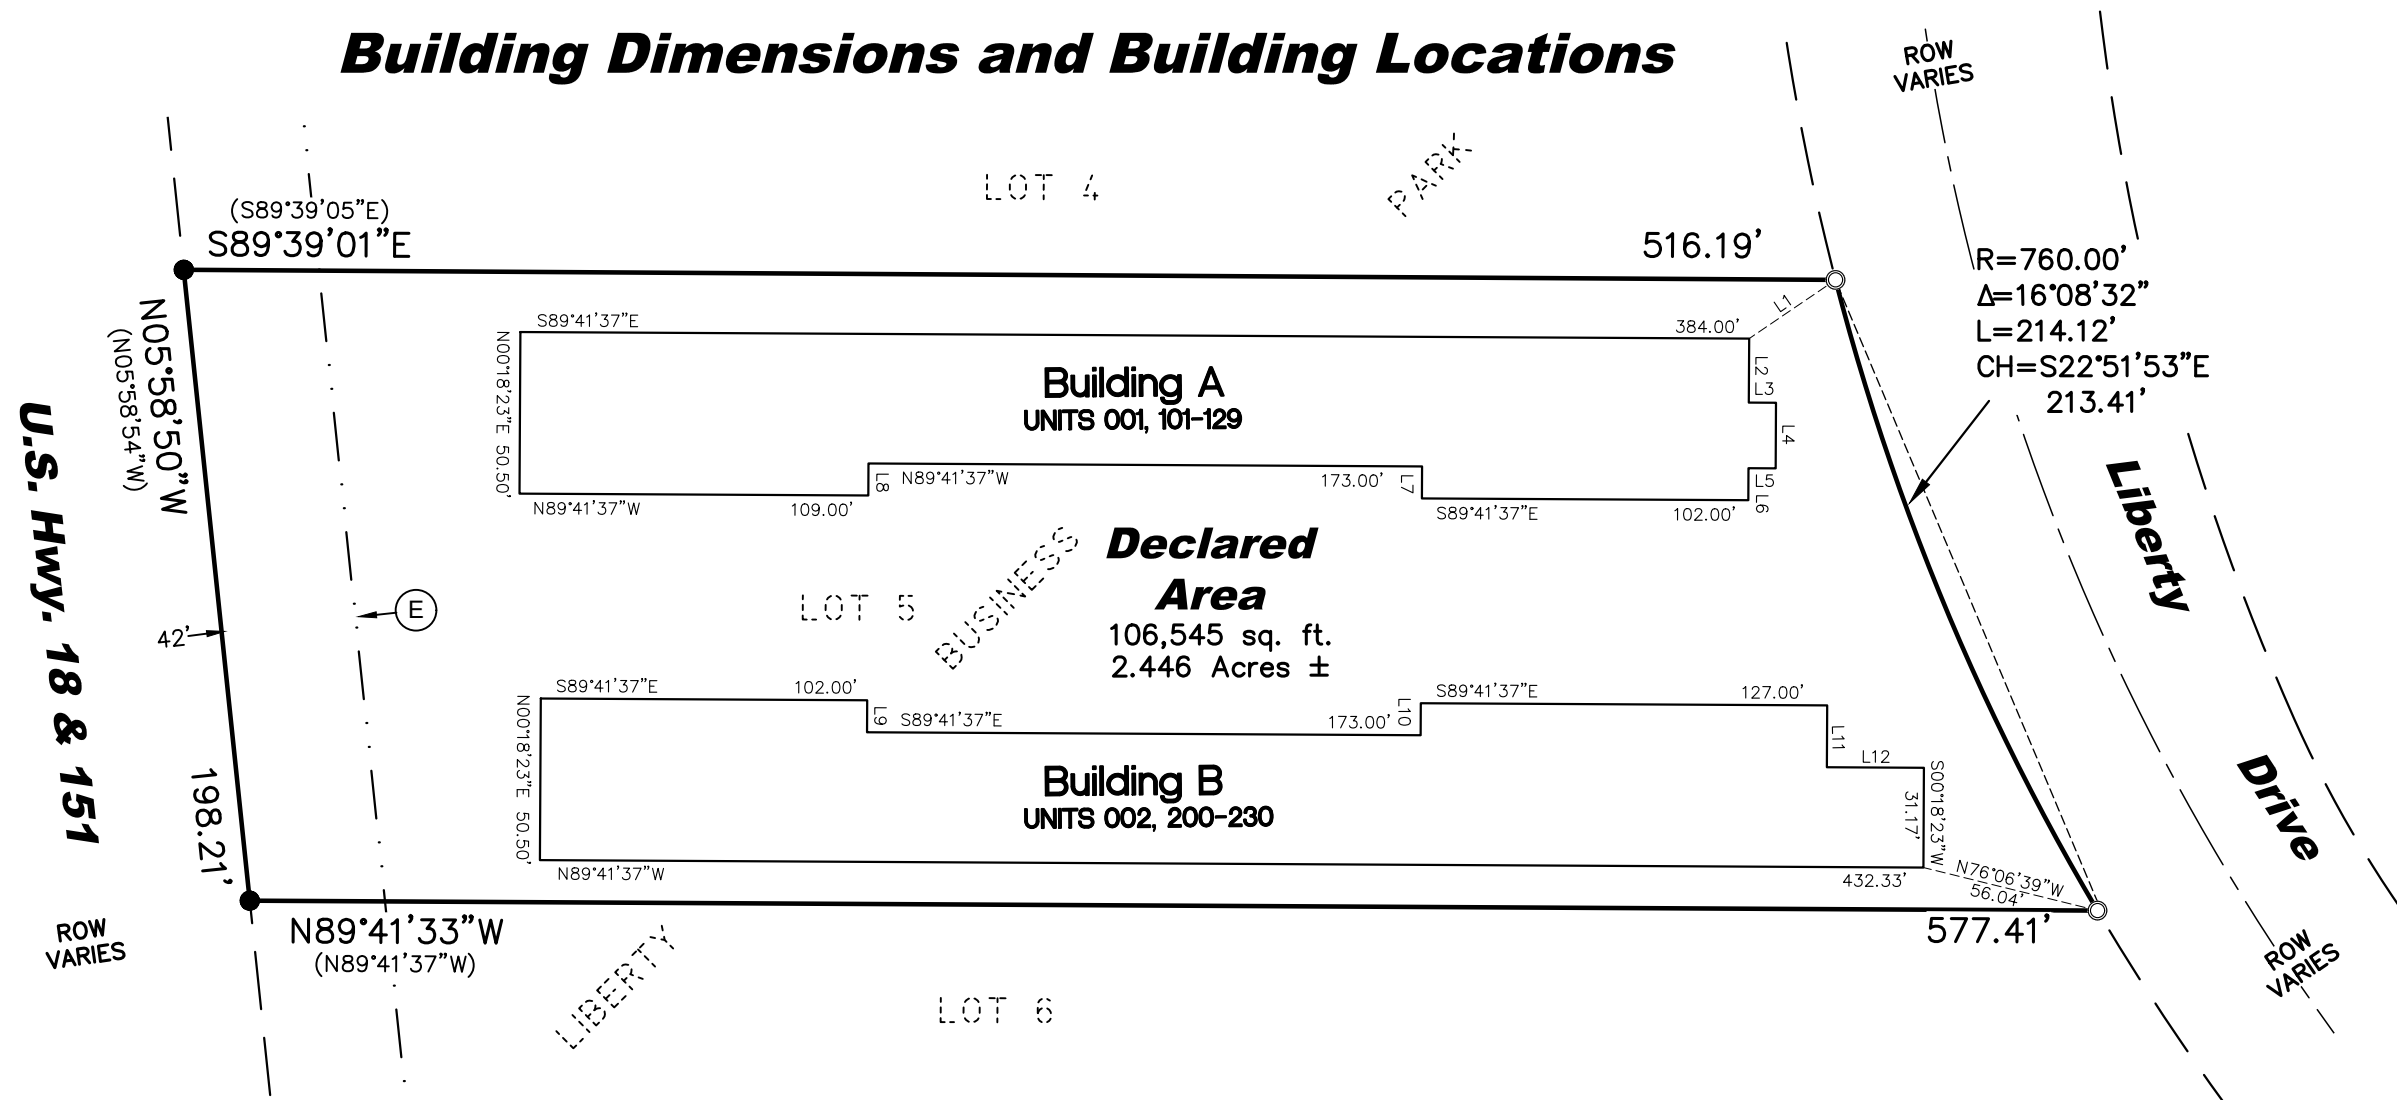 Building Dimensions and Building Locations
ROW
VARIES
LOT 4
PARK
(S89°39'05"E)
S89°39'01"E
516.19'
R=760.00'
Δ=16°08'32"
L=214.12'
CH=S22°51'53"E
213.41'
N05°58'50"W
(N05°58'54"W)
198.21'
U.S. Hwy. 18 & 151
42'
E
S89°41'37"E
384.00'
L1
N00°18'23"E 50.50'
Building A
UNITS 001, 101-129
L2
L3
L4
L5
L6
N89°41'37"W
109.00'
L8
N89°41'37"W
173.00'
L7
S89°41'37"E
102.00'
Declared
Area
106,545 sq. ft.
2.446 Acres ±
LOT 5
BUSINESS
Liberty
Drive
S89°41'37"E
102.00'
L9
S89°41'37"E
173.00'
L10
S89°41'37"E
127.00'
L11
L12
N00°18'23"E 50.50'
Building B
UNITS 002, 200-230
S00°18'23"W
31.17'
N89°41'37"W
432.33'
N76°06'39"W
56.04'
577.41'
ROW
VARIES
N89°41'33"W
(N89°41'37"W)
LIBERTY
LOT 6
ROW
VARIES